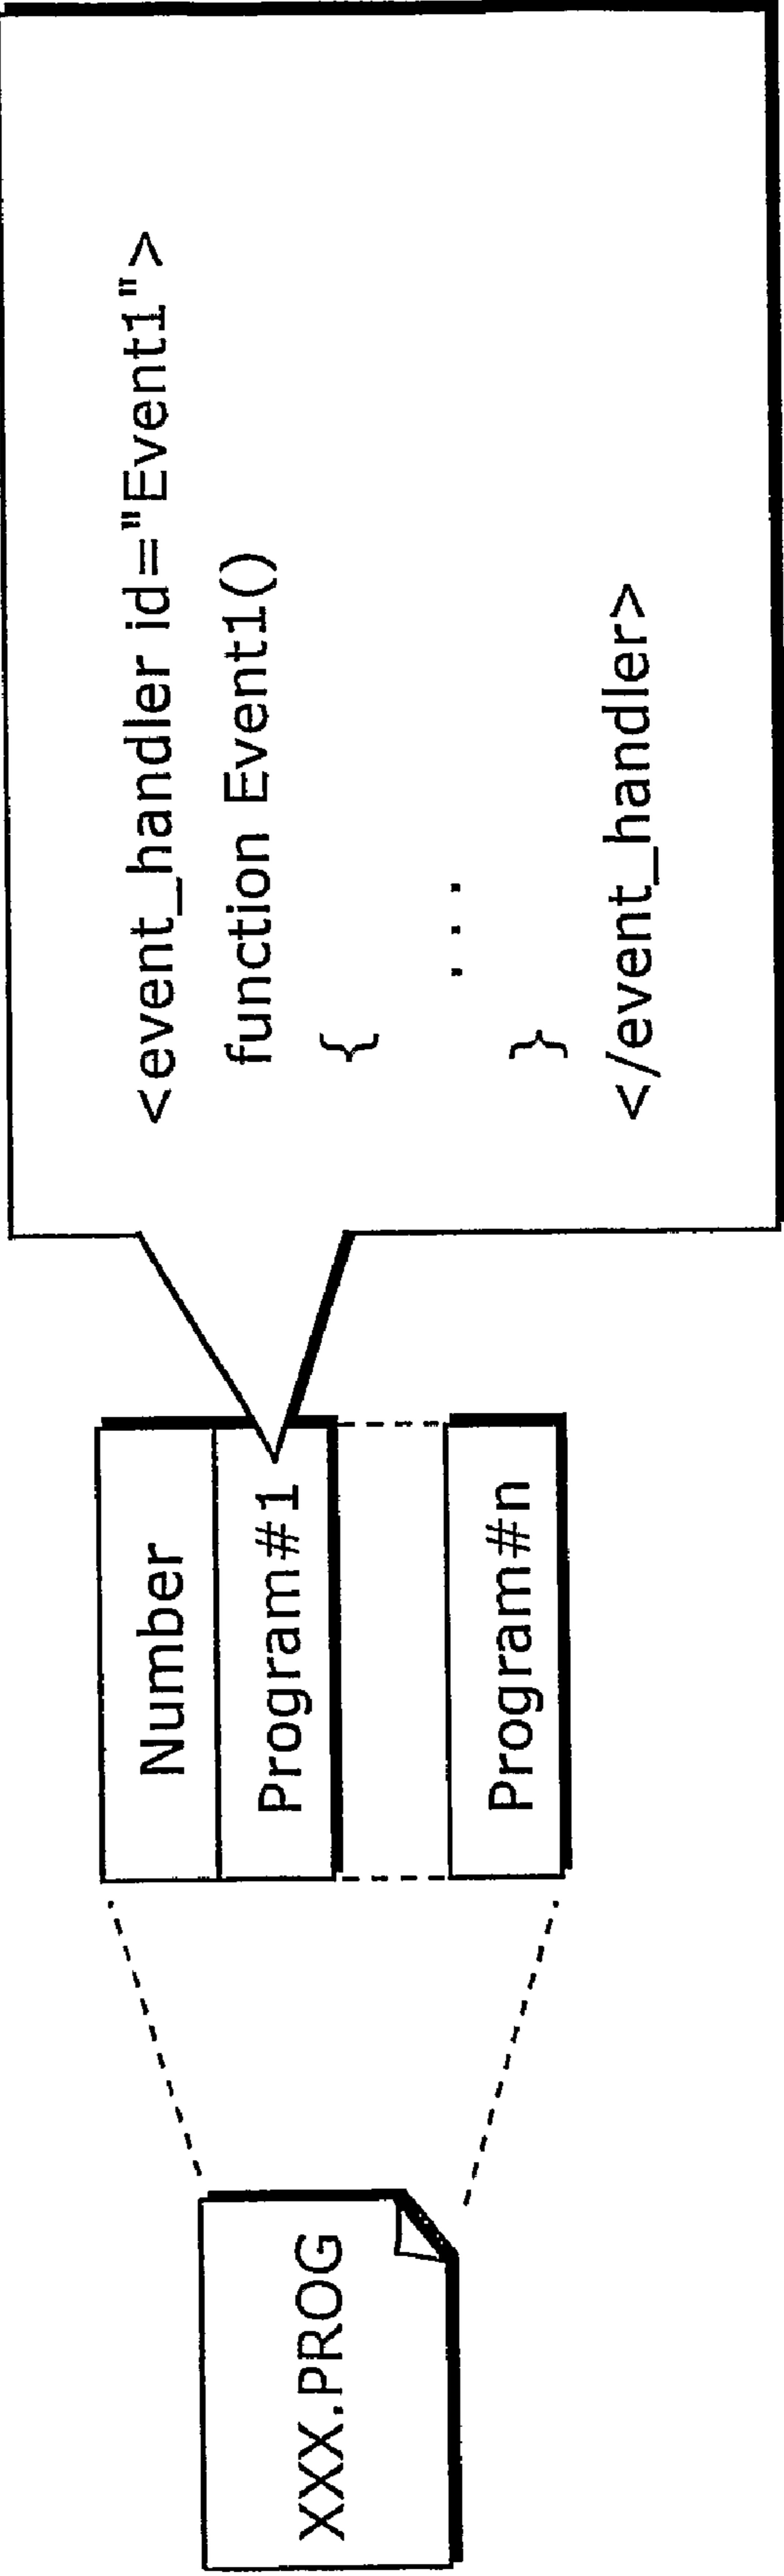 XXX.PROG
Number
Program#1
Program#n
<event_handler id="Event1">
function Event1()
{
...
}
</event_handler>